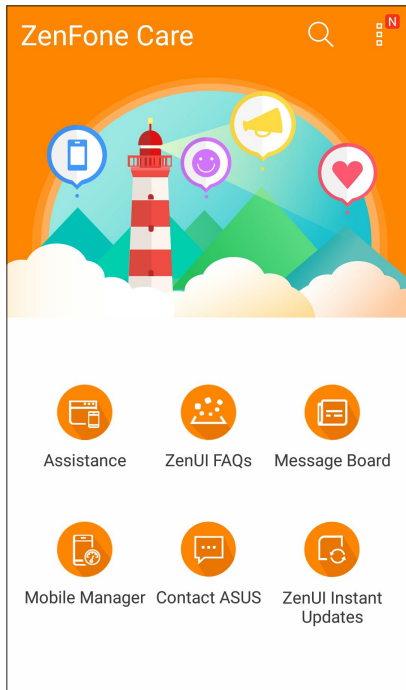 ZenFone Care
N
Assistance
ZenUI FAQs
Message Board
Mobile Manager
Contact ASUS
ZenUI Instant
Updates